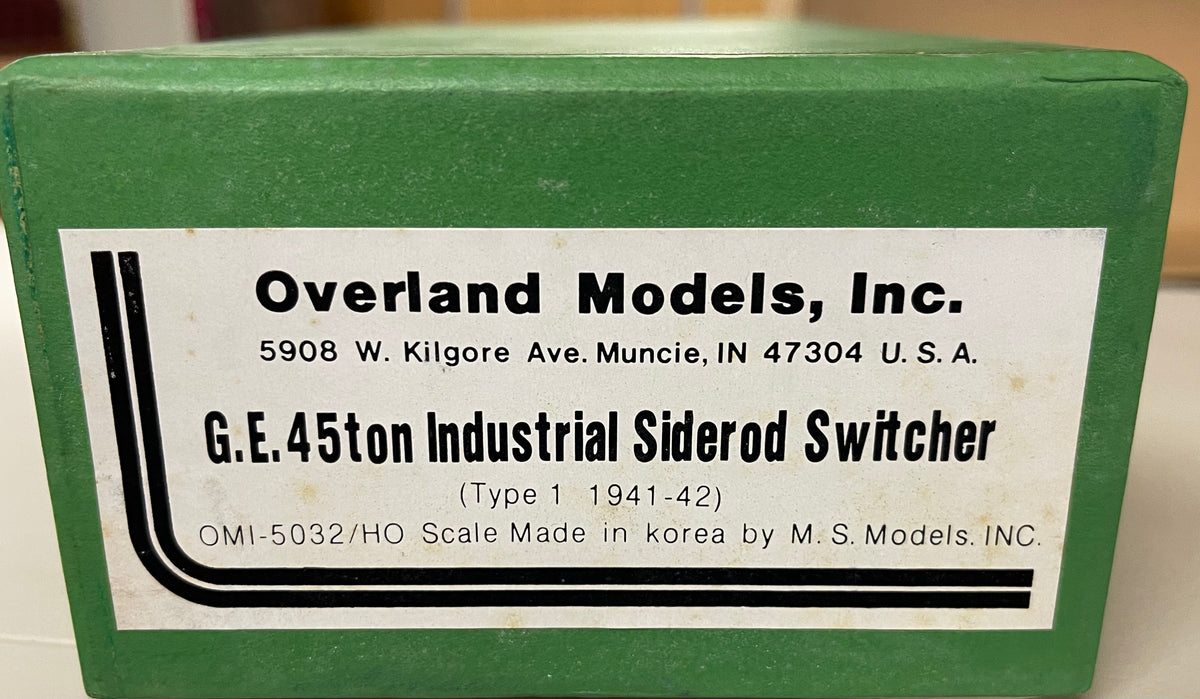 Overland Models, Inc.
5908 W. Kilgore Ave. Muncie, IN 47304 U. S. A.
G.E. 45ton Industrial Siderod Switcher
(Type 1 1941-42)
OMI-5032/HO Scale Made in korea by M. S. Models. INC.